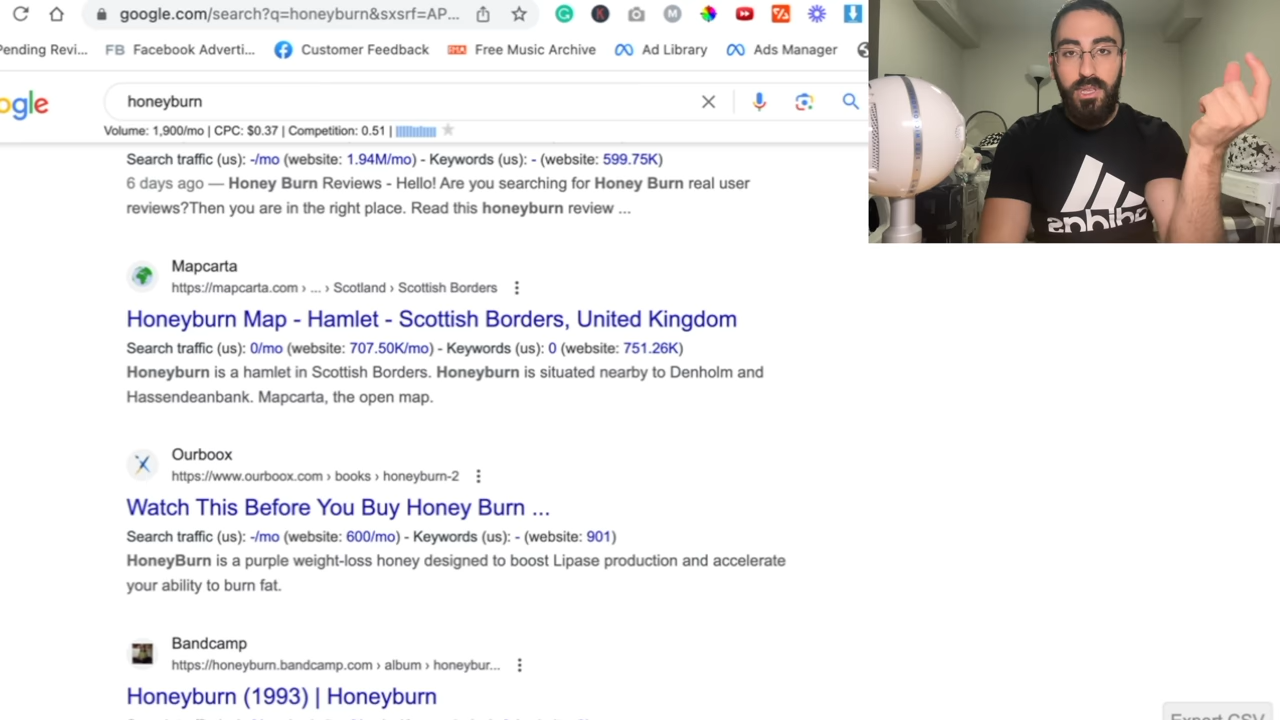 google.com/search?q=honeyburn&sxsrf=AP...
Pending Revi...
FB Facebook Adverti...
Customer Feedback
FMA Free Music Archive
Ad Library
Ads Manager
ogle
honeyburn
Volume: 1,900/mo | CPC: $0.37 | Competition: 0.51 |
Search traffic (us): -/mo (website: 1.94M/mo) - Keywords (us): - (website: 599.75K)
6 days ago — Honey Burn Reviews - Hello! Are you searching for Honey Burn real user
reviews?Then you are in the right place. Read this honeyburn review ...
Mapcarta
https://mapcarta.com › ... › Scotland › Scottish Borders
Honeyburn Map - Hamlet - Scottish Borders, United Kingdom
Search traffic (us): 0/mo (website: 707.50K/mo) - Keywords (us): 0 (website: 751.26K)
Honeyburn is a hamlet in Scottish Borders. Honeyburn is situated nearby to Denholm and
Hassendeanbank. Mapcarta, the open map.
Ourboox
https://www.ourboox.com › books › honeyburn-2
Watch This Before You Buy Honey Burn ...
Search traffic (us): -/mo (website: 600/mo) - Keywords (us): - (website: 901)
HoneyBurn is a purple weight-loss honey designed to boost Lipase production and accelerate
your ability to burn fat.
Bandcamp
https://honeyburn.bandcamp.com › album › honeybur...
Honeyburn (1993) | Honeyburn
Export CSV
adidas